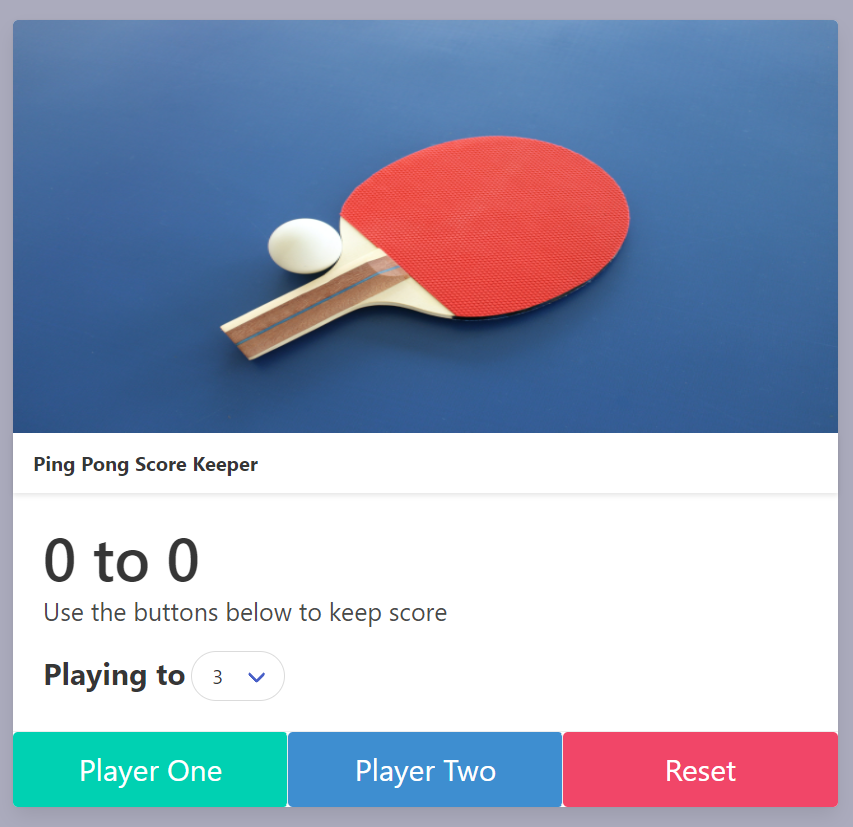 Ping Pong Score Keeper
0 to 0
Use the buttons below to keep score
Playing to 3
Player One Player Two Reset